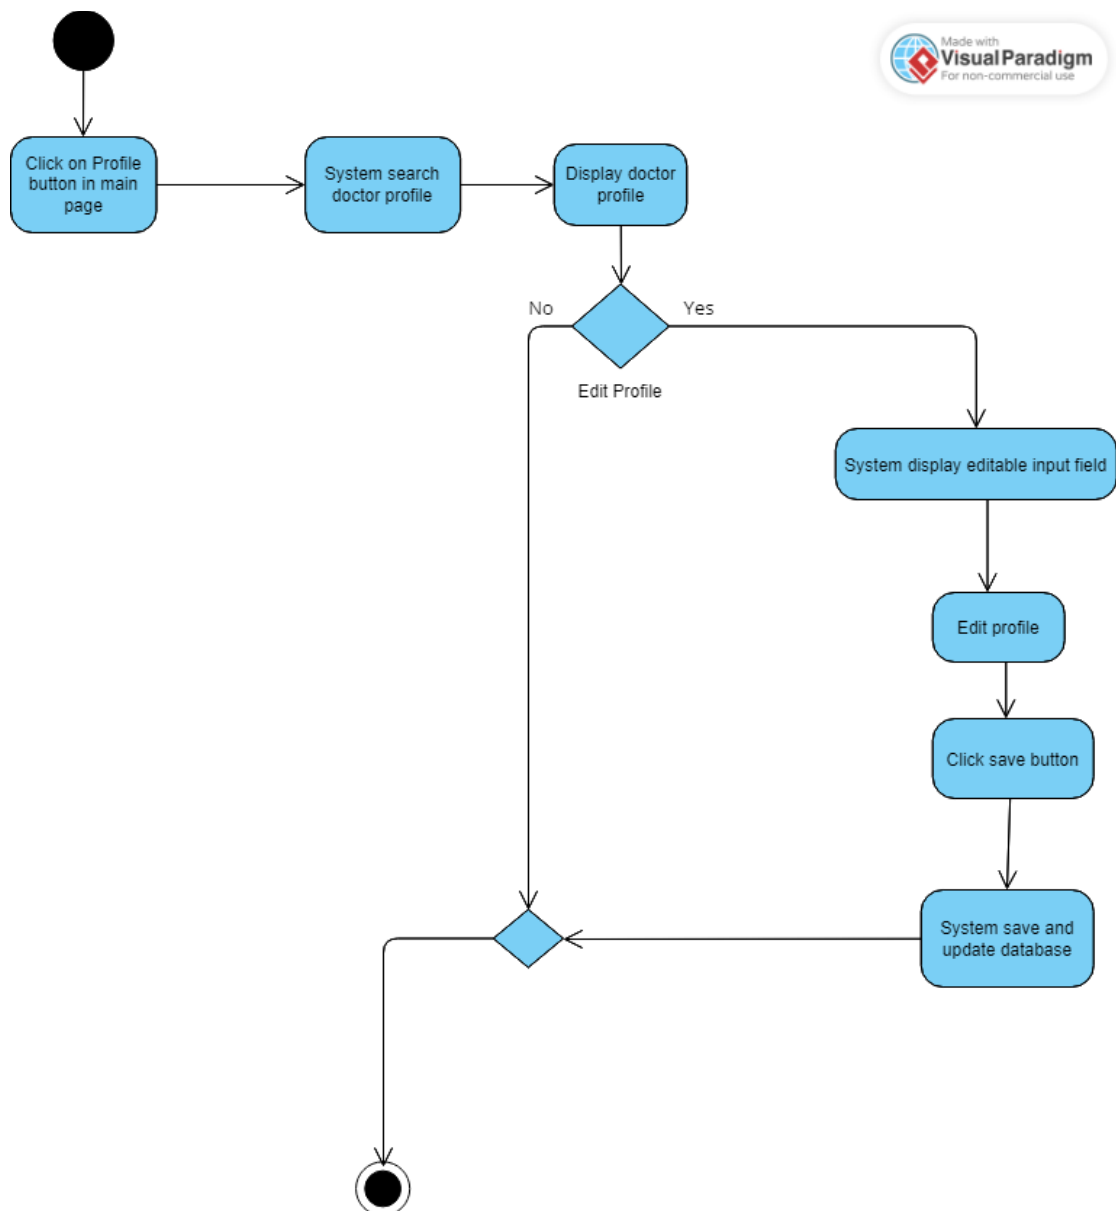 Made with
Visual Paradigm
For non-commercial use
Click on Profile
button in main
page
System search
doctor profile
Display doctor
profile
No
Yes
Edit Profile
System display editable input field
Edit profile
Click save button
System save and
update database